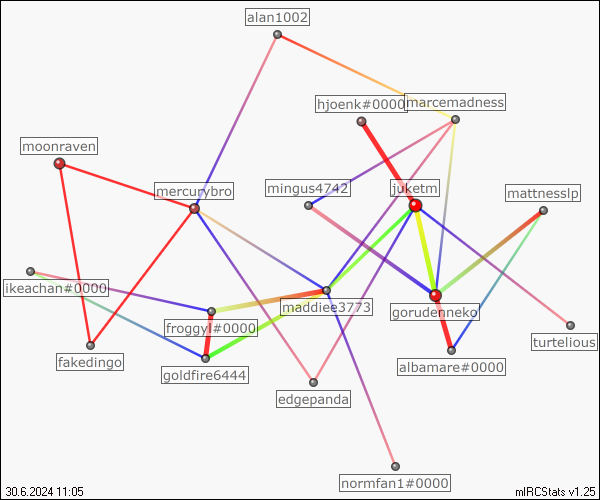 alan1002
hjoenk#0000
marcemadness
moonraven
mercurybro
mingus4742
juketm
mattnesslp
ikeachan#0000
maddiee3773
gorudenneko
froggyl#0000
turtelious
fakedingo
goldfire6444
albamare#0000
edgepanda
normfan1#0000
30.6.2024 11:05
mIRCStats v1.25